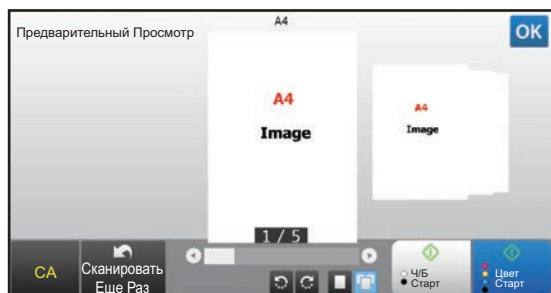 Предварительный Просмотр
A4
OK
A4
Image
A4
Image
1 / 5
CA
Сканировать
Еще Раз
Ч/Б
Старт
Цвет
Старт